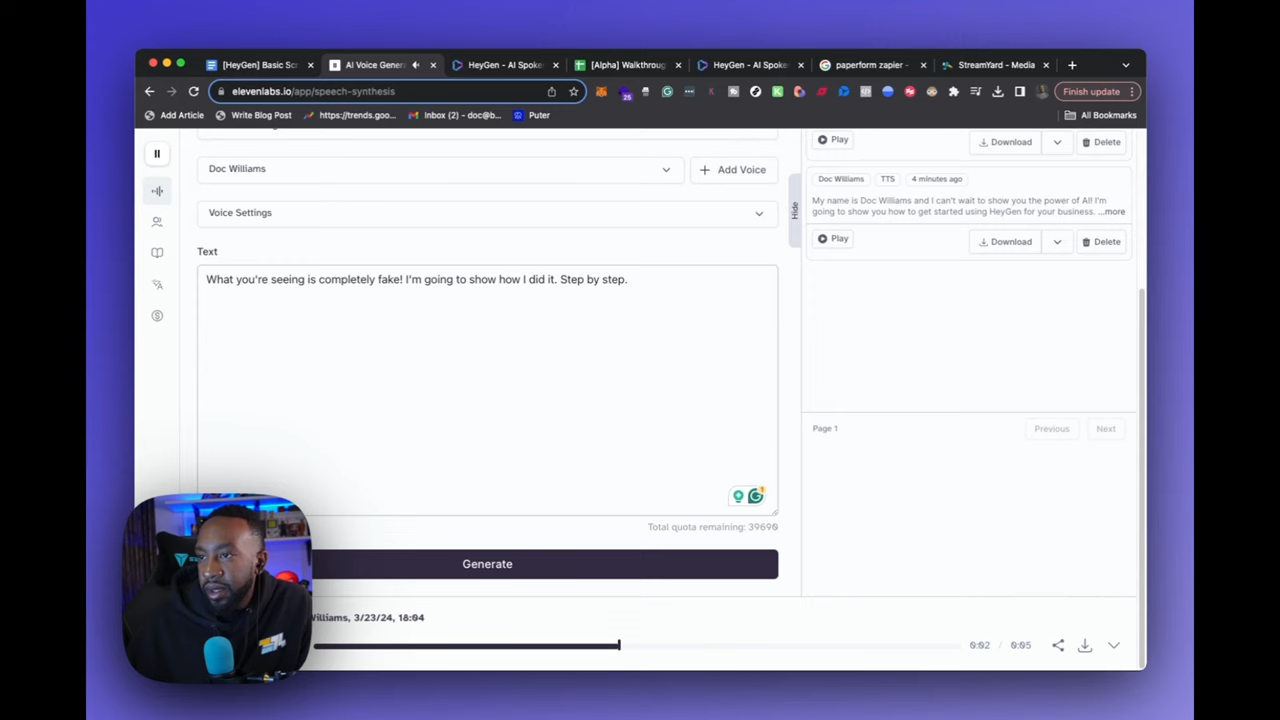 [HeyGen] Basic Scr
AI Voice Gener
HeyGen - AI Spokes
[Alpha] Walkthroug
HeyGen - AI Spokes
paperform zapier -
StreamYard - Media
elevenlabs.io/app/speech-synthesis
25
Finish update
Add Article
Write Blog Post
https://trends.goo...
Inbox (2) - doc@b...
Puter
All Bookmarks
Play
Download
Delete
Doc Williams
Add Voice
Doc Williams
TTS
4 minutes ago
My name is Doc Williams and I can't wait to show you the power of AI! I'm
going to show you how to get started using HeyGen for your business. ...more
Voice Settings
Hide
Play
Download
Delete
Text
What you're seeing is completely fake! I'm going to show how I did it. Step by step.
Page 1
Previous
Next
Total quota remaining: 39690
Generate
Williams, 3/23/24, 18:04
0:02 / 0:05